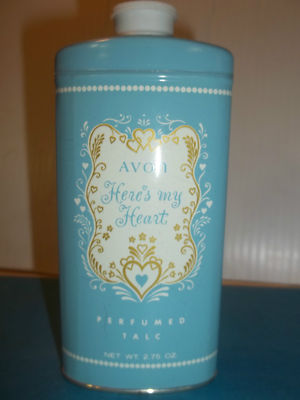 AVON
Here's my
Heart
PERFUMED
TALC
NET WT. 2.75 OZ.